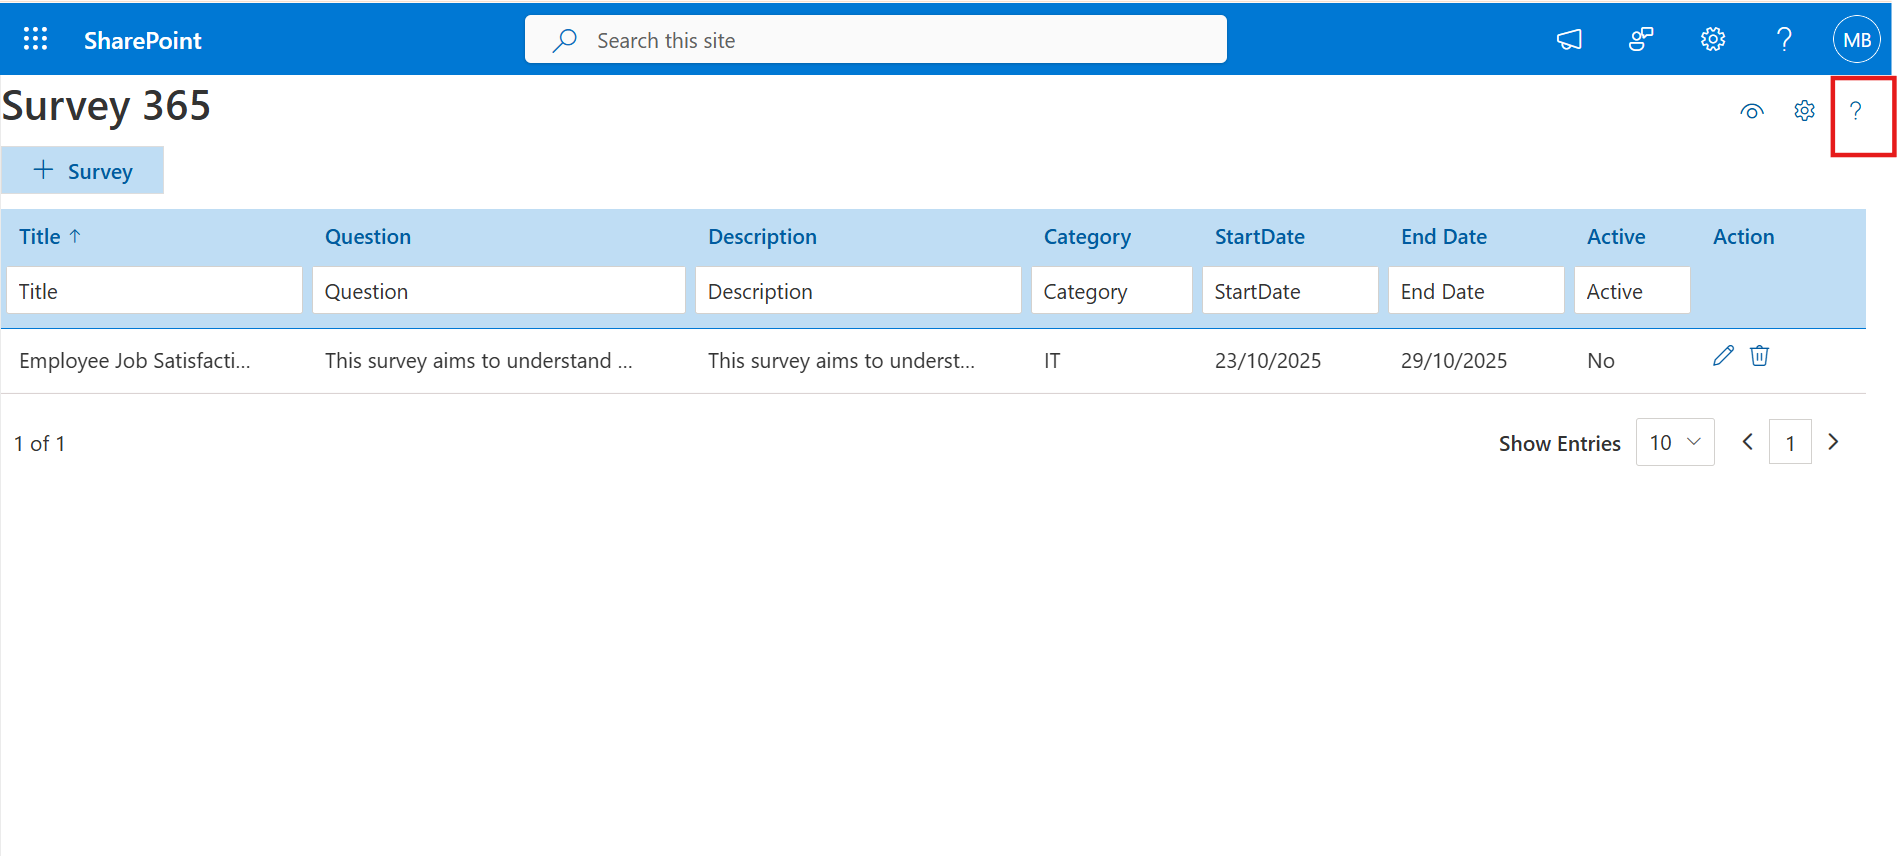 SharePoint
Search this site
? MB
Survey 365
?
+ Survey
Title ↑ Question Description Category StartDate End Date Active Action
Title Question Description Category StartDate End Date Active
Employee Job Satisfacti... This survey aims to understand ... This survey aims to underst... IT 23/10/2025 29/10/2025 No
1 of 1 Show Entries 10 1